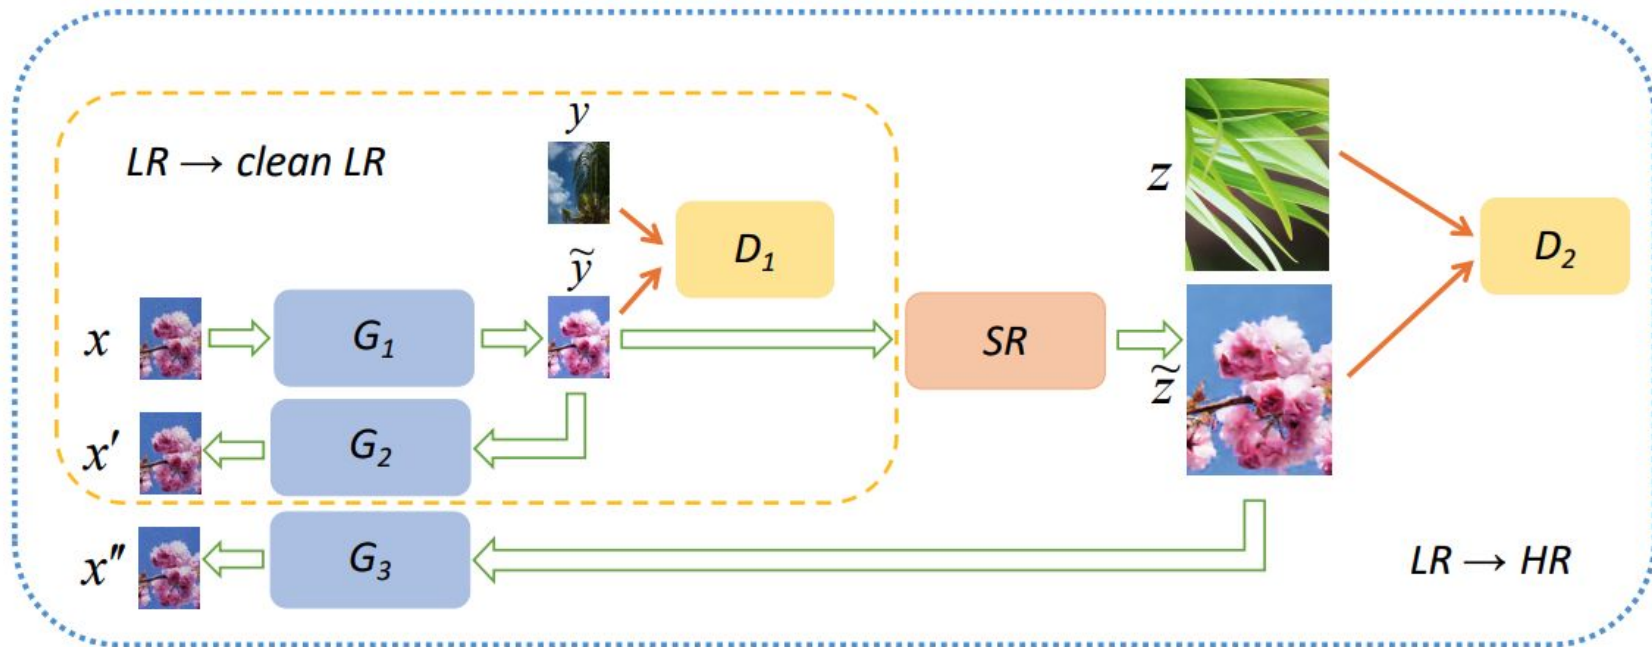 LR → clean LR
y
D₁
ỹ
x
G₁
x′
G₂
x″
G₃
SR
z
z̃
D₂
LR → HR